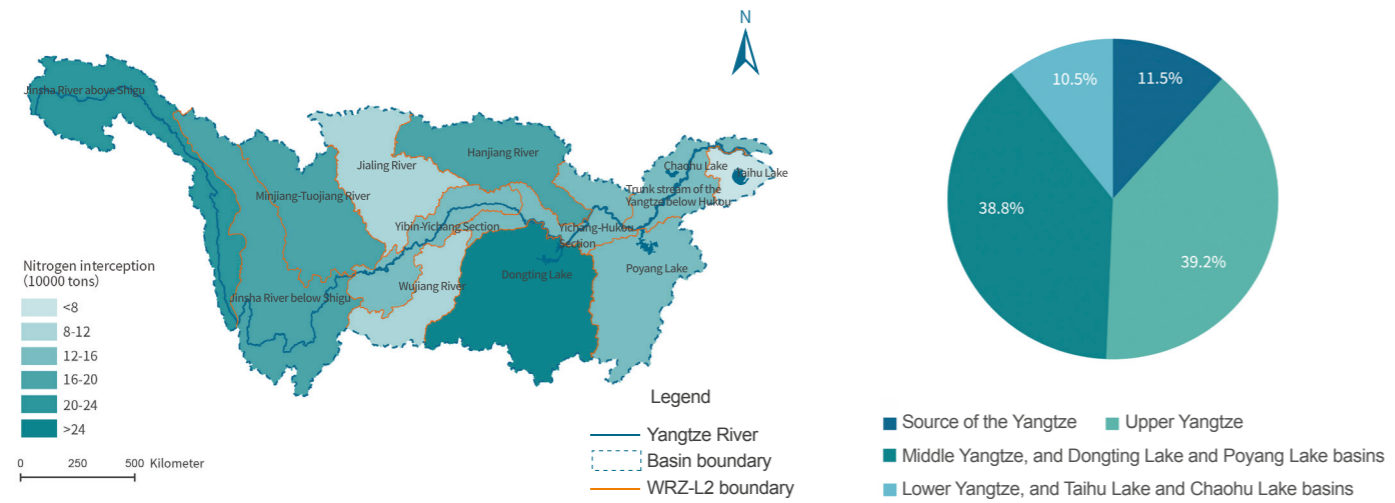 N
Jinsha River above Shigu
Minjiang-Tuojiang River
Jialing River
Hanjiang River
Chaohu Lake
Taihu Lake
Trunk stream of the
Yangtze below Hukou
Yibin-Yichang Section
Yichang-Hukou
Section
Jinsha River below Shigu
Wujiang River
Dongting Lake
Poyang Lake
Nitrogen interception
(10000 tons)
<8
8-12
12-16
16-20
20-24
>24
0 250 500 Kilometer
Legend
Yangtze River
Basin boundary
WRZ-L2 boundary
10.5%
11.5%
38.8%
39.2%
Source of the Yangtze
Upper Yangtze
Middle Yangtze, and Dongting Lake and Poyang Lake basins
Lower Yangtze, and Taihu Lake and Chaohu Lake basins